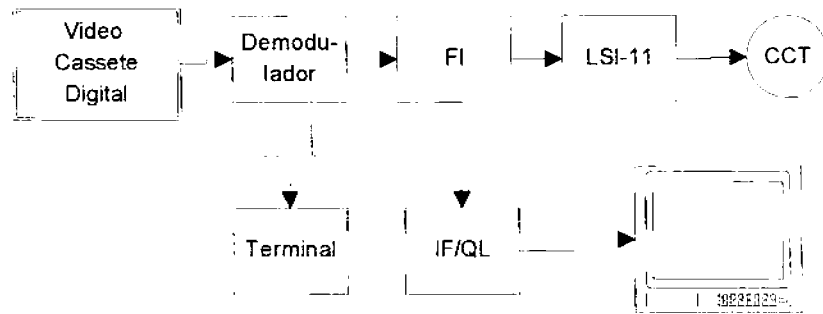 Video
Cassete
Digital
Demodu-
lador
FI
LSI-11
CCT
Terminal
IF/QL